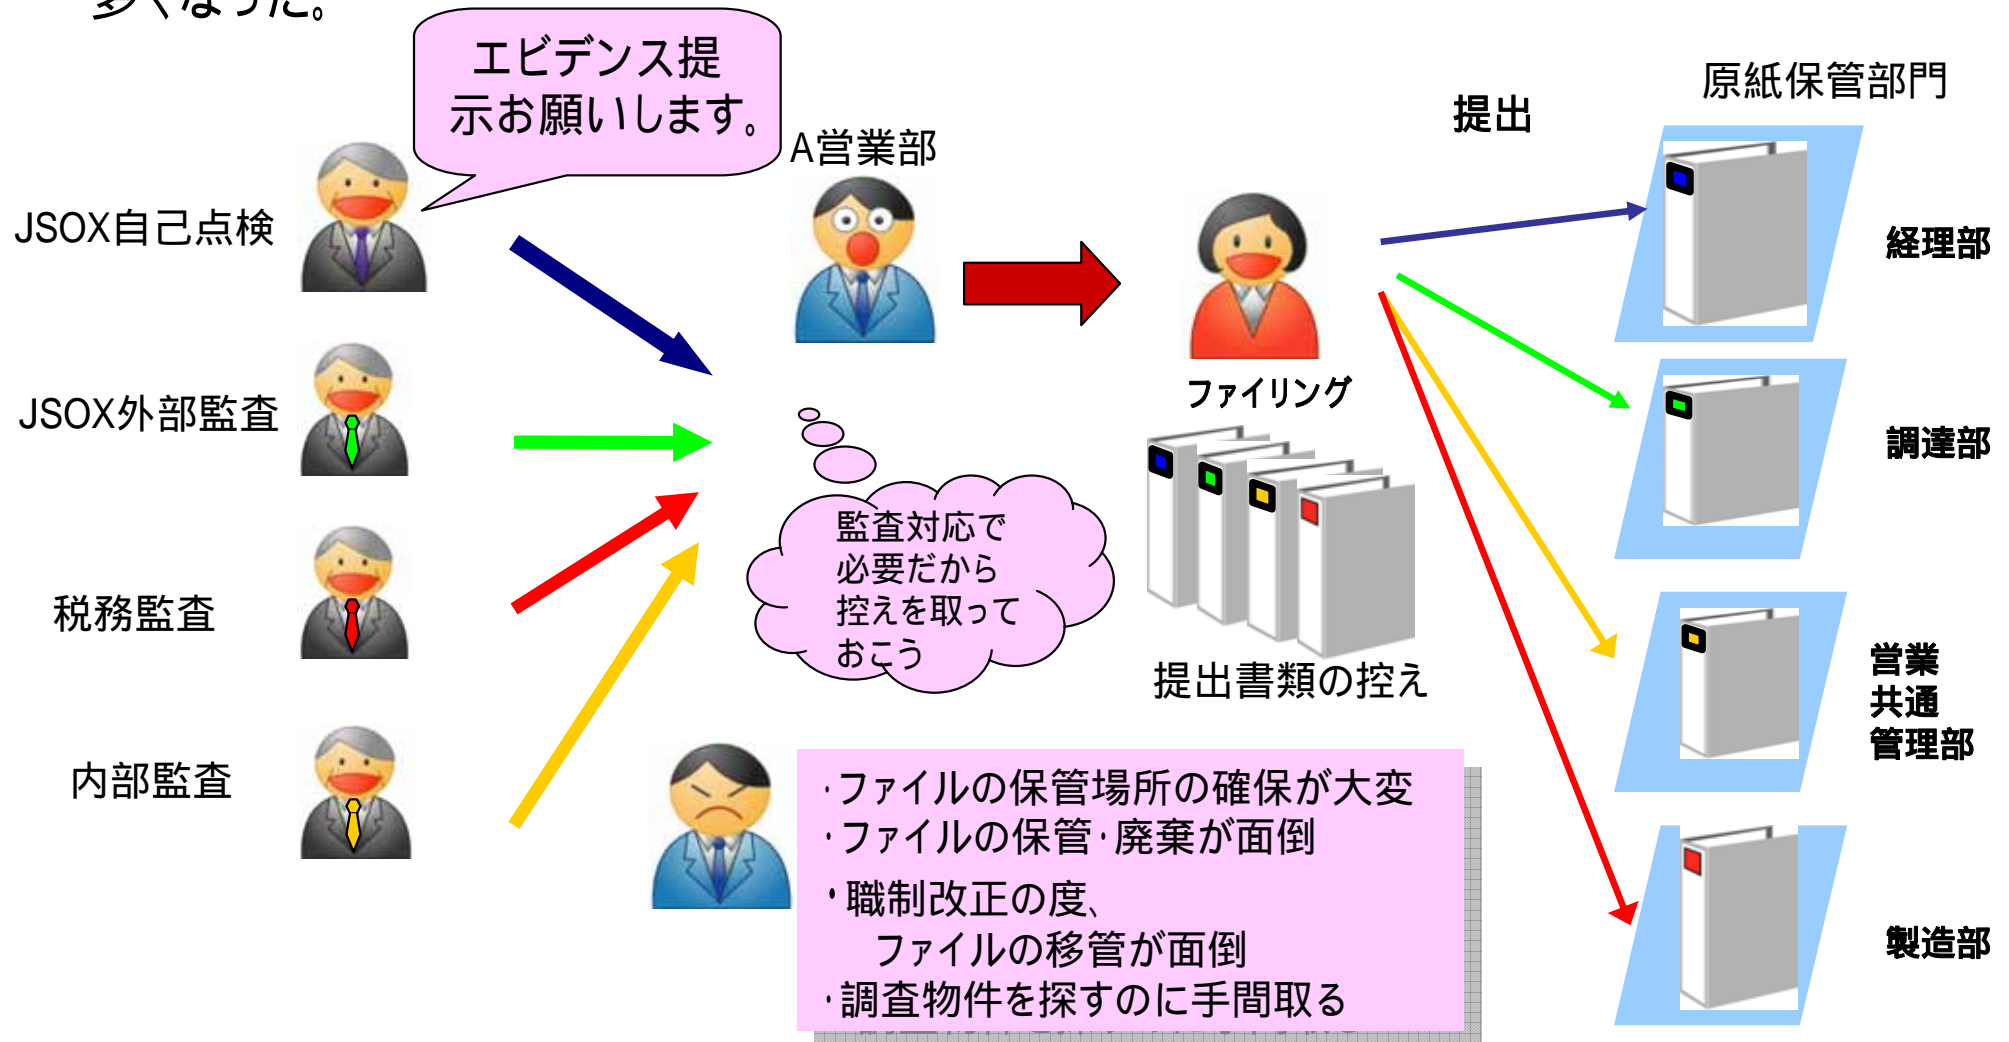 多くなった。
エビデンス提
示お願いします。
JSOX自己点検
JSOX外部監査
税務監査
内部監査
A営業部
監査対応で
必要だから
控えを取って
おこう
ファイリング
提出書類の控え
提出
原紙保管部門
経理部
調達部
営業
共通
管理部
製造部
・ファイルの保管場所の確保が大変
・ファイルの保管・廃棄が面倒
・職制改正の度、
ファイルの移管が面倒
・調査物件を探すのに手間取る